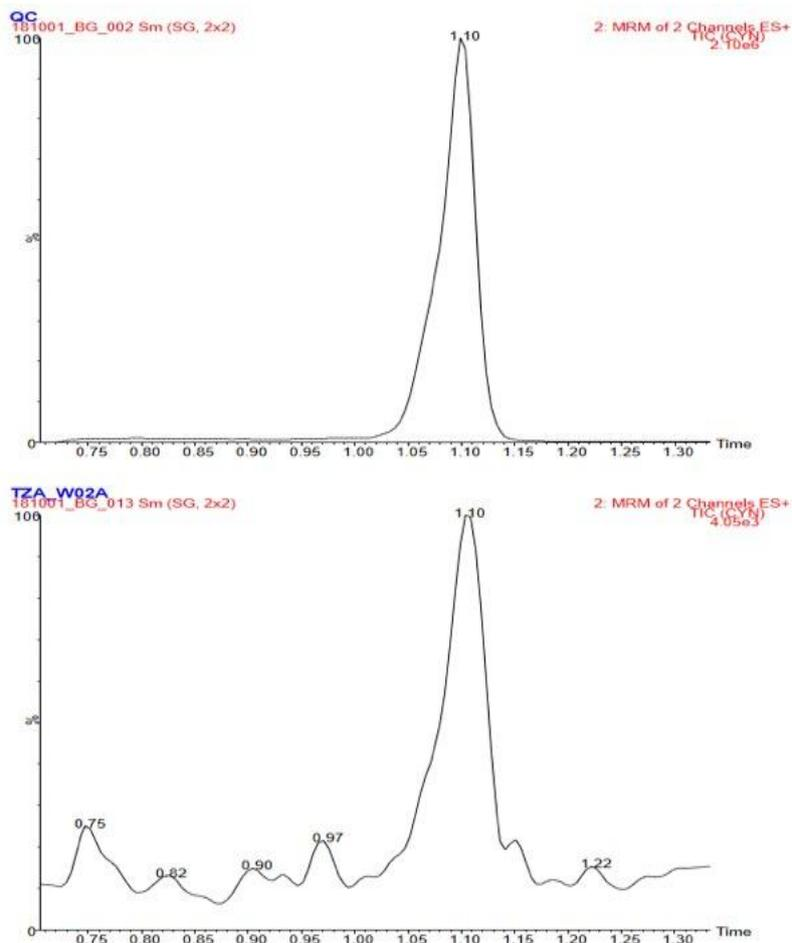 QC
181001_BG_002 Sm (SG, 2x2)
2: MRM of 2 Channels ES+
TIC (CYN)
2.10e6
1.10
100
%
0
0.75 0.80 0.85 0.90 0.95 1.00 1.05 1.10 1.15 1.20 1.25 1.30
Time
TZA_W02A
181001_BG_013 Sm (SG, 2x2)
2: MRM of 2 Channels ES+
TIC (CYN)
4.05e3
1.10
100
%
0.75
0.82
0.90
0.97
1.22
0
0.75 0.80 0.85 0.90 0.95 1.00 1.05 1.10 1.15 1.20 1.25 1.30
Time